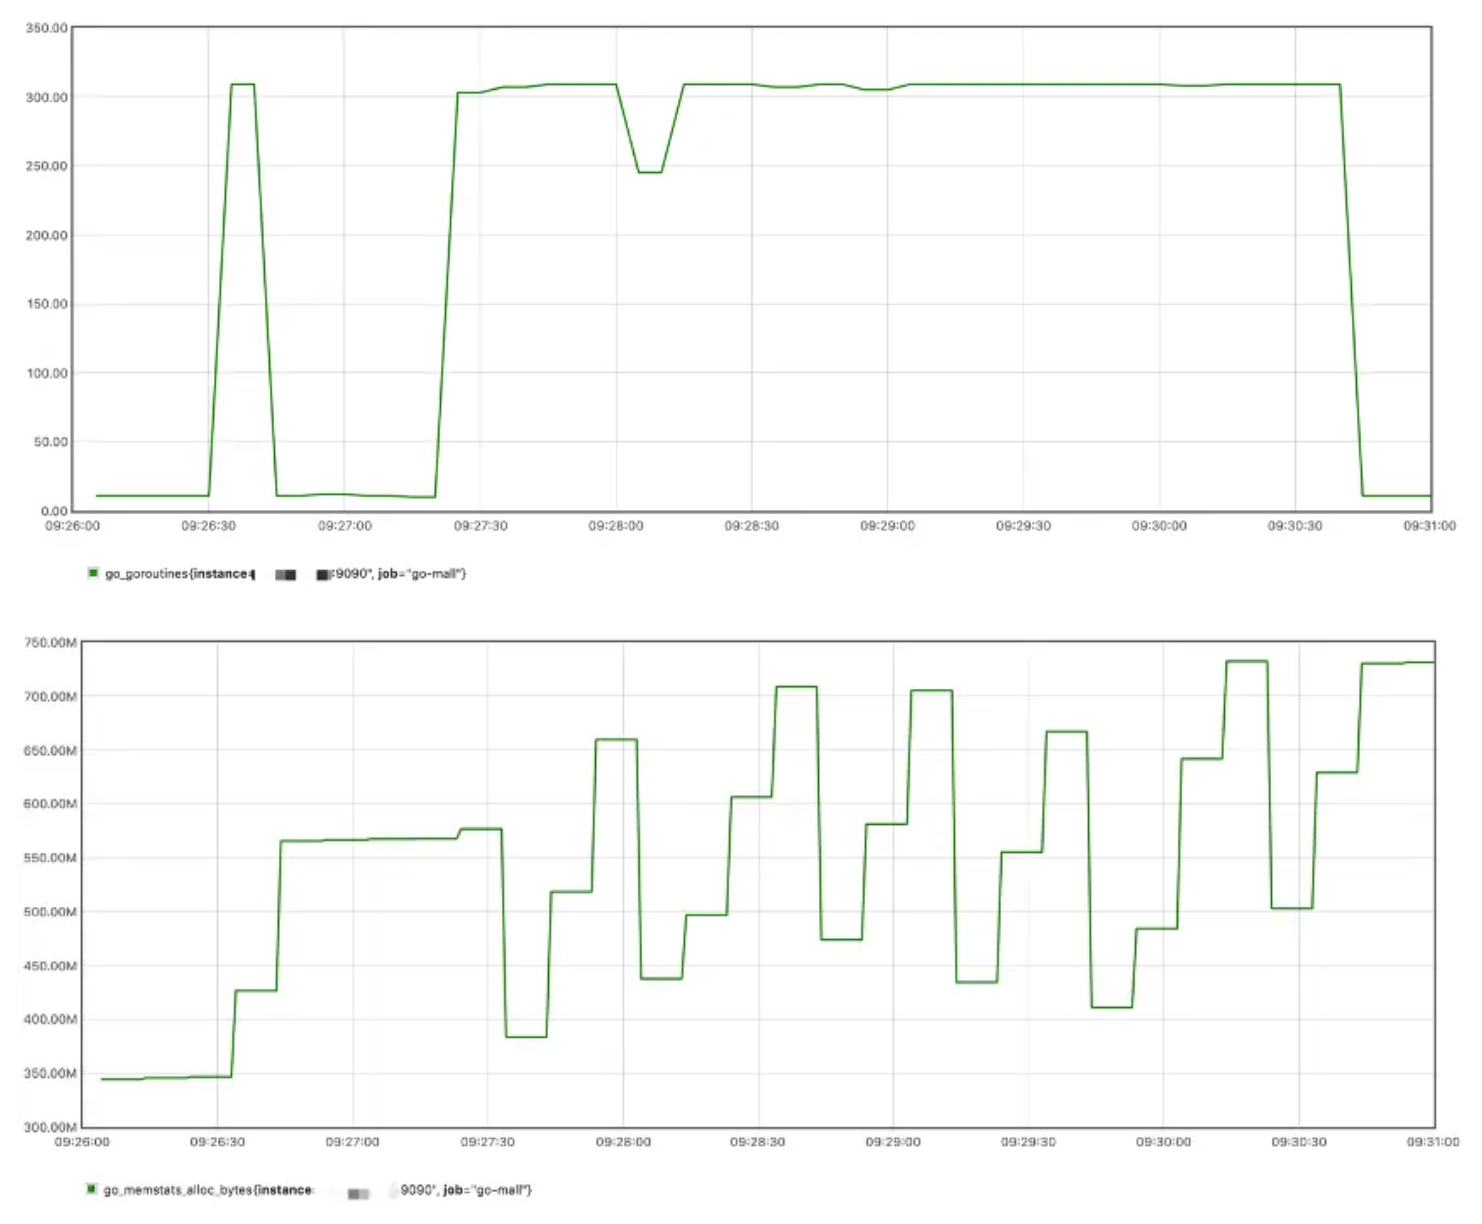 350.00
300.00
250.00
200.00
150.00
100.00
50.00
0.00
09:26:00 09:26:30 09:27:00 09:27:30 09:28:00 09:28:30 09:29:00 09:29:30 09:30:00 09:30:30 09:31:00
go_goroutines{instance :9090", job="go-mall"}
750.00M
700.00M
650.00M
600.00M
550.00M
500.00M
450.00M
400.00M
350.00M
300.00M
09:26:00 09:26:30 09:27:00 09:27:30 09:28:00 09:28:30 09:29:00 09:29:30 09:30:00 09:30:30 09:31:00
go_memstats_alloc_bytes{instance 9090", job="go-mall"}